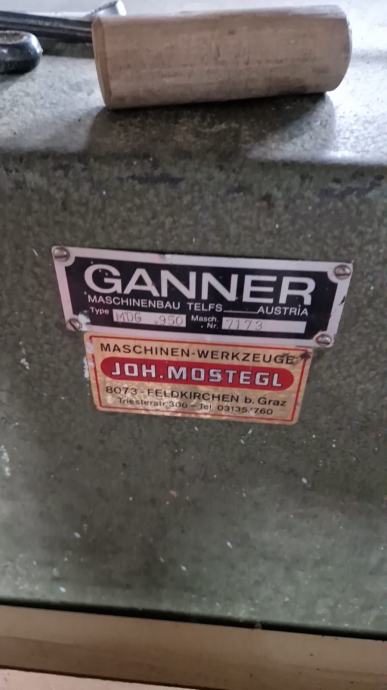 GANNER
MASCHINENBAU TELFS AUSTRIA
Type MDG .950 Masch. Nr. 7173
MASCHINEN-WERKZEUGE
JOH. MOSTEGL
8073-FELDKIRCHEN b. Graz
Triesterstr. 306 - Tel. 03135/760